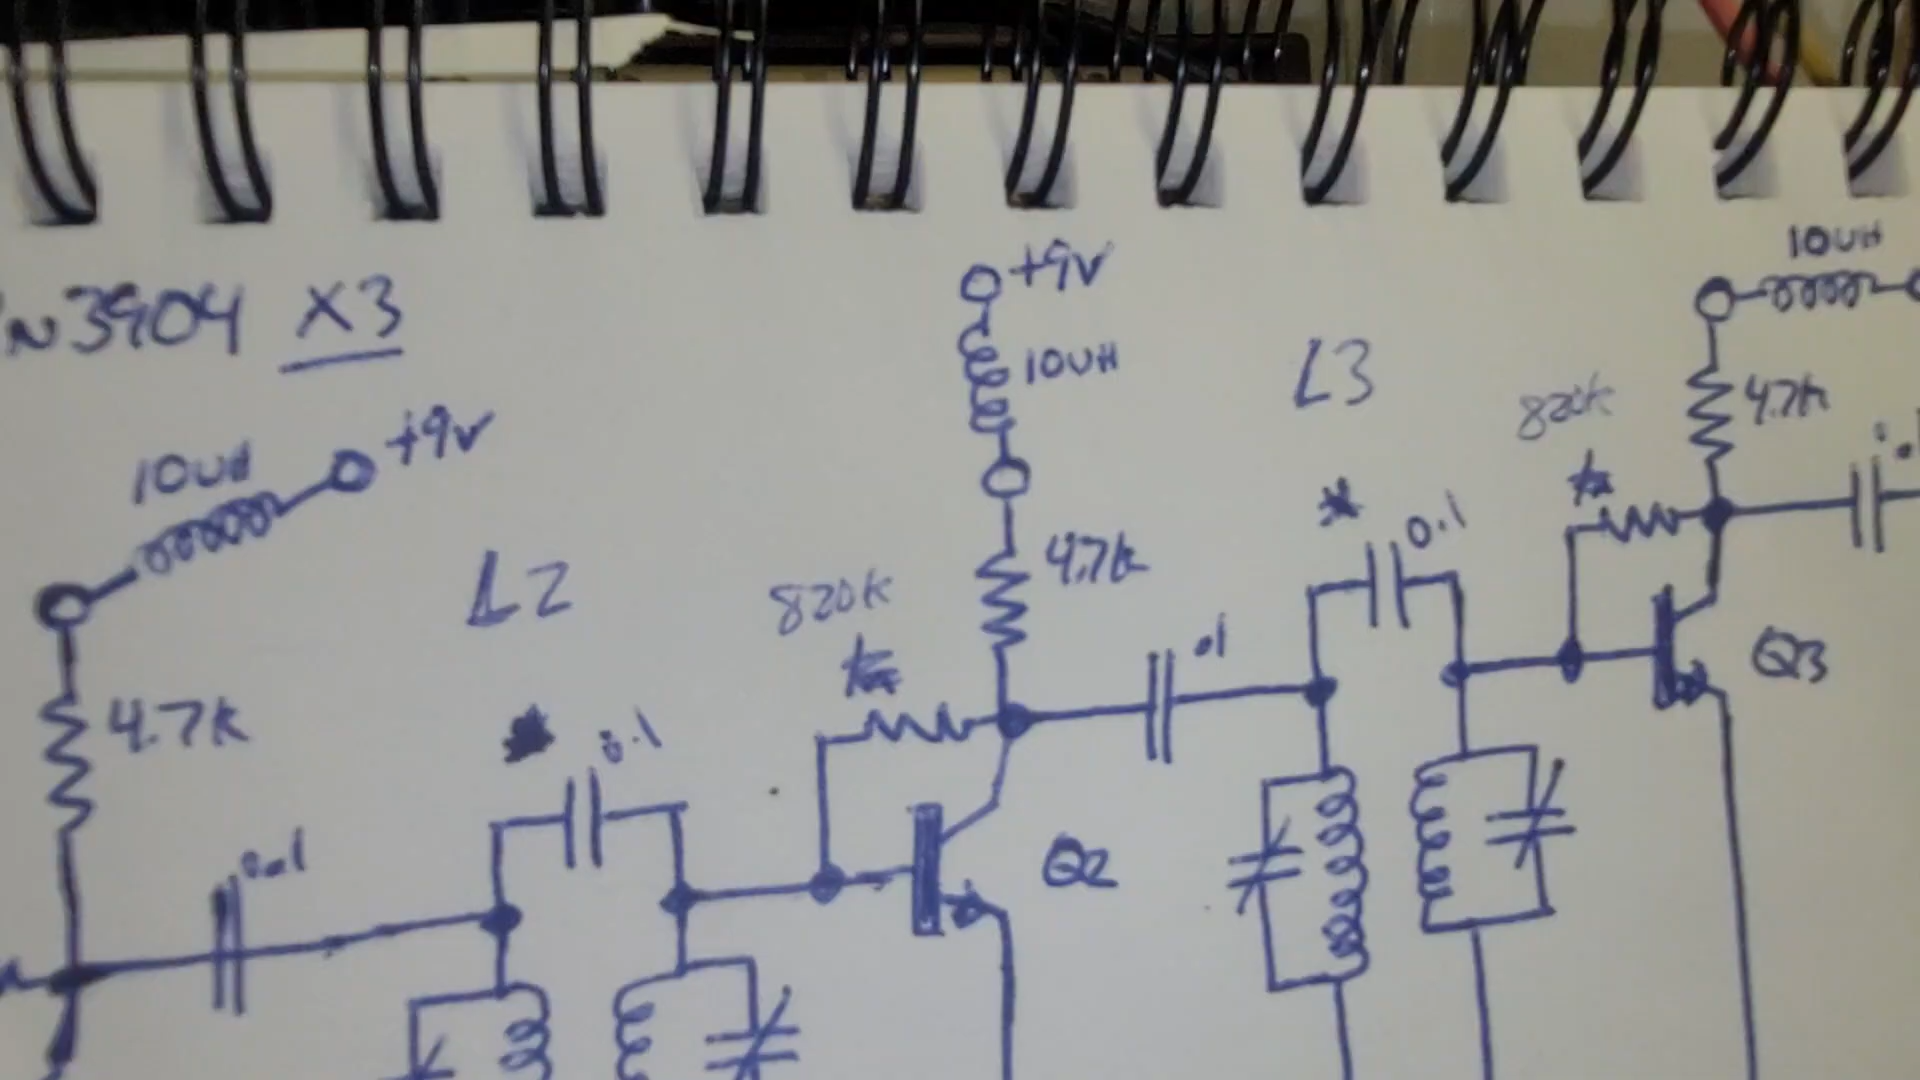 N3904 X3
10UH +9V
4.7K
L2
0.1
820K
+9V
10UH
4.7K
.01
Q2
L3
0.1
820K
10UH
4.7K
Q3